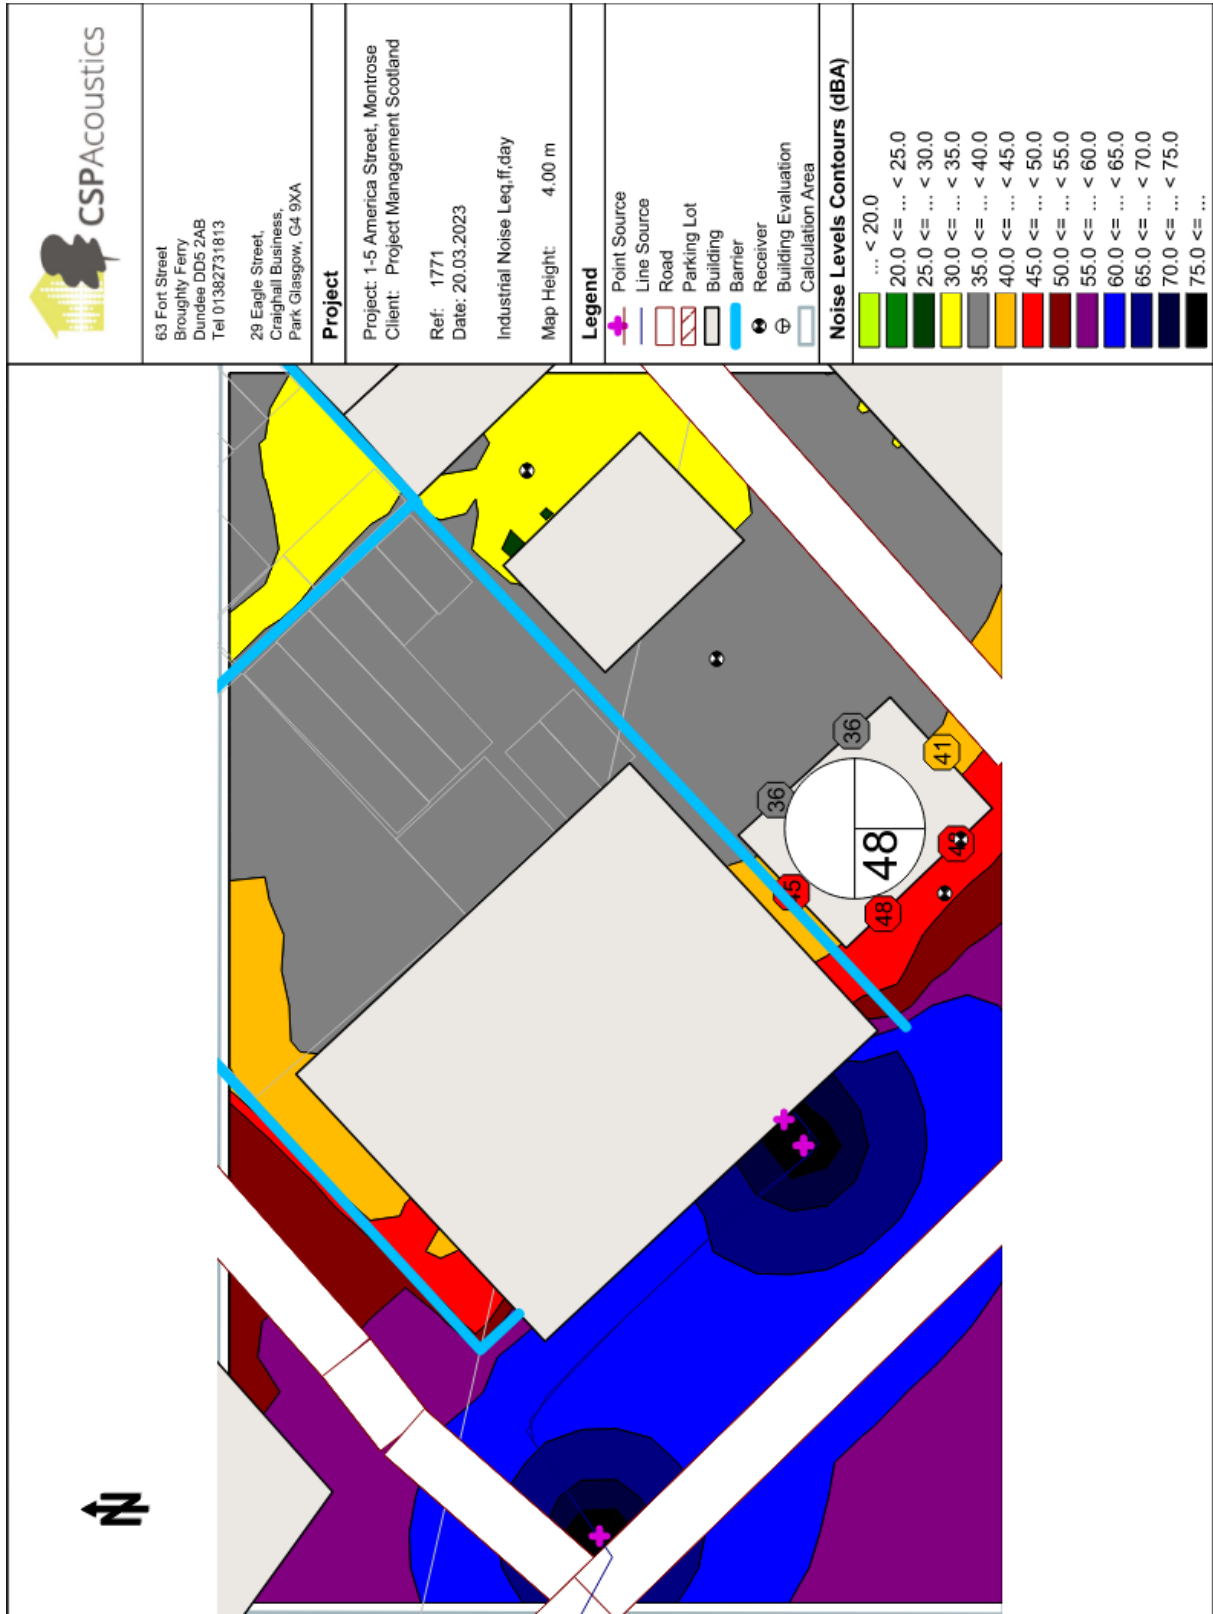 CSPAcoustics
63 Fort Street
Broughty Ferry
Dundee DD5 2AB
Tel 01382731813
29 Eagle Street,
Craighall Business,
Park Glasgow, G4 9XA
Project
Project: 1-5 America Street, Montrose
Client: Project Management Scotland
Ref: 1771
Date: 20.03.2023
Industrial Noise Leq,ff,day
Map Height: 4.00 m
Legend
Point Source
Line Source
Road
Parking Lot
Building
Barrier
Receiver
Building Evaluation
Calculation Area
Noise Levels Contours (dBA)
... < 20.0
20.0 <= ... < 25.0
25.0 <= ... < 30.0
30.0 <= ... < 35.0
35.0 <= ... < 40.0
40.0 <= ... < 45.0
45.0 <= ... < 50.0
50.0 <= ... < 55.0
55.0 <= ... < 60.0
60.0 <= ... < 65.0
65.0 <= ... < 70.0
70.0 <= ... < 75.0
75.0 <= ...
N
36
36
41
45
48
48